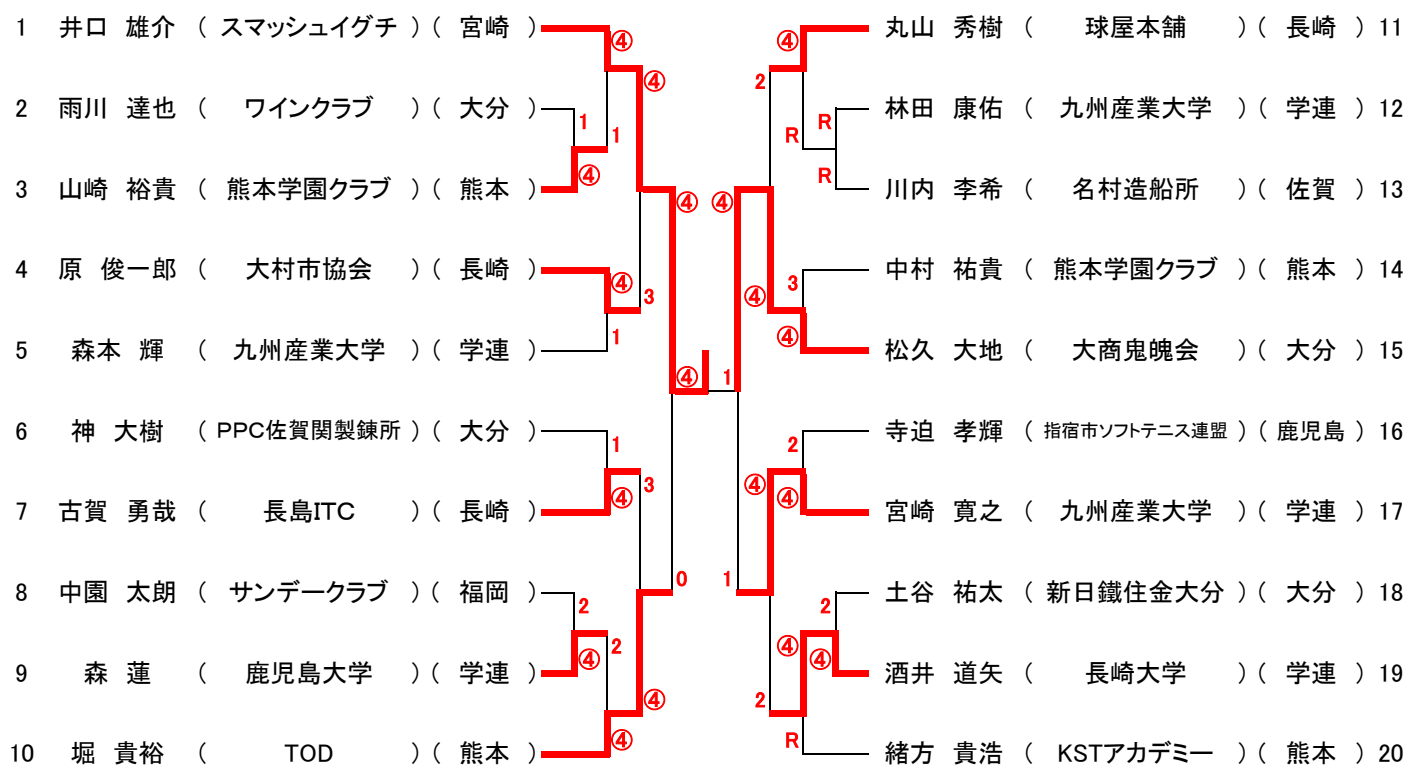 1 井口 雄介 ( スマッシュイグチ ) ( 宮崎 )
④
④
2 雨川 達也 ( ワインクラブ ) ( 大分 )
1
1
④
3 山崎 裕貴 ( 熊本学園クラブ ) ( 熊本 )
④
4 原 俊一郎 ( 大村市協会 ) ( 長崎 )
④
3
1
5 森本 輝 ( 九州産業大学 ) ( 学連 )
④
6 神 大樹 ( PPC佐賀関製錬所 ) ( 大分 )
1
3
④
7 古賀 勇哉 ( 長島ITC ) ( 長崎 )
0
8 中園 太朗 ( サンデークラブ ) ( 福岡 )
2
2
④
9 森 蓮 ( 鹿児島大学 ) ( 学連 )
④
④
10 堀 貴裕 ( TOD ) ( 熊本 )
丸山 秀樹 ( 球屋本舗 ) ( 長崎 ) 11
④
2
林田 康佑 ( 九州産業大学 ) ( 学連 ) 12
R
R
R
川内 李希 ( 名村造船所 ) ( 佐賀 ) 13
④
中村 祐貴 ( 熊本学園クラブ ) ( 熊本 ) 14
3
④
④
松久 大地 ( 大商鬼魄会 ) ( 大分 ) 15
1
寺迫 孝輝 ( 指宿市ソフトテニス連盟 ) ( 鹿児島 ) 16
2
④
④
宮崎 寛之 ( 九州産業大学 ) ( 学連 ) 17
1
土谷 祐太 ( 新日鐵住金大分 ) ( 大分 ) 18
2
④
④
酒井 道矢 ( 長崎大学 ) ( 学連 ) 19
2
R
緒方 貴浩 ( KSTアカデミー ) ( 熊本 ) 20